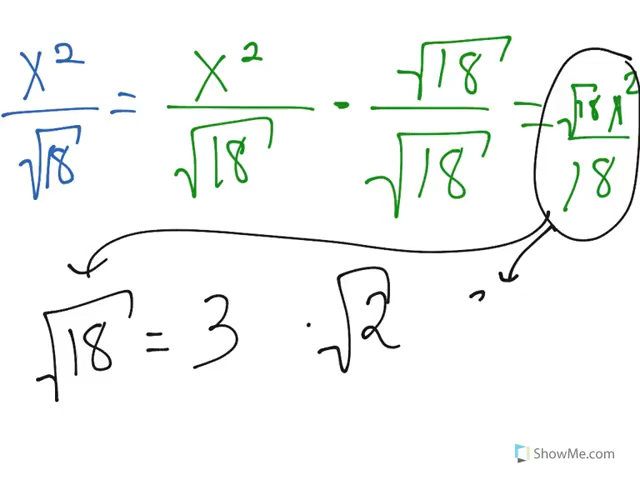 x²/√18 = x²/√18 · √18/√18 = √18 x²/18
√18 = 3 · √2
ShowMe.com